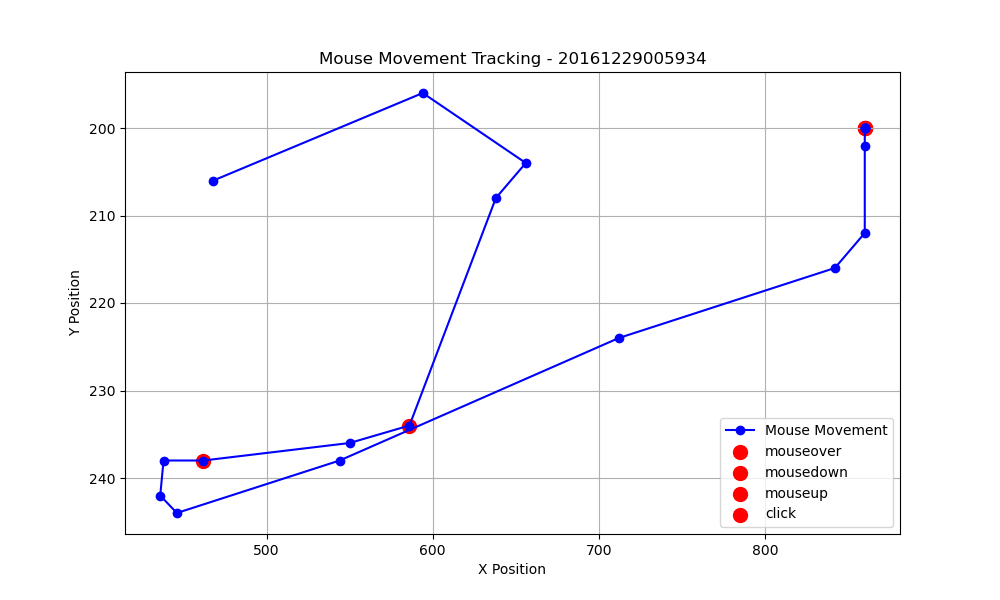 Mouse Movement Tracking - 20161229005934
200
210
220
230
240
Y Position
500
600
700
800
X Position
Mouse Movement
mouseover
mousedown
mouseup
click